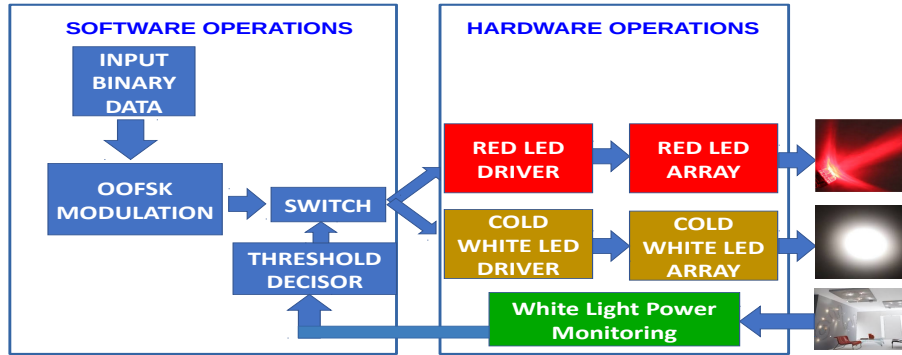 SOFTWARE OPERATIONS
HARDWARE OPERATIONS
INPUT
BINARY
DATA
OOFSK
MODULATION
SWITCH
THRESHOLD
DECISOR
RED LED
DRIVER
RED LED
ARRAY
COLD
WHITE LED
DRIVER
COLD
WHITE LED
ARRAY
White Light Power
Monitoring